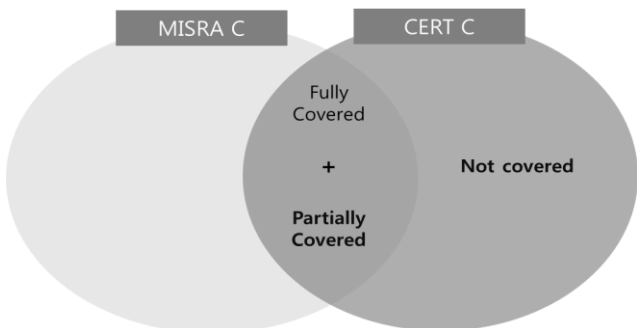 MISRA C
CERT C
Fully
Covered
+
Not covered
Partially
Covered